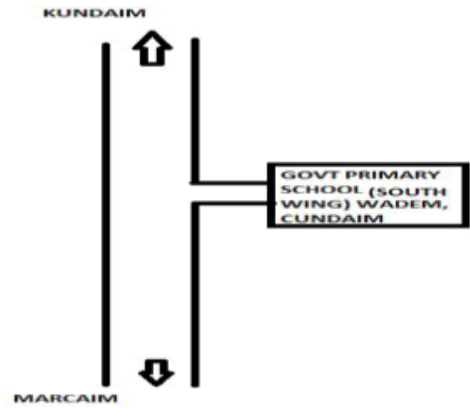 KUNDAIM
GOVT PRIMARY
SCHOOL (SOUTH
WING) WADEM,
CUNDAIM
MARCAIM